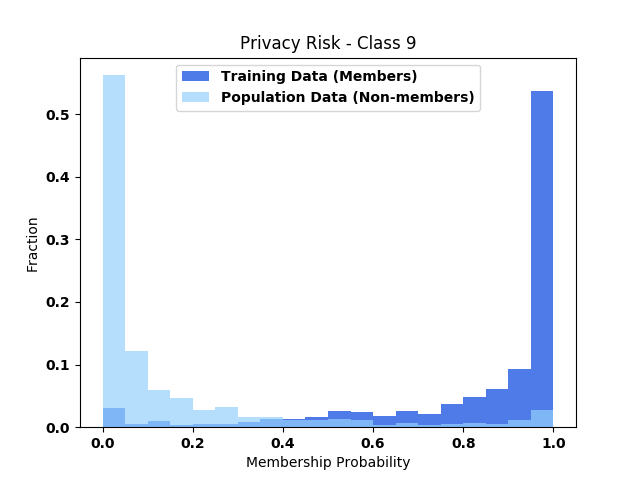 Privacy Risk - Class 9
Training Data (Members)
Population Data (Non-members)
Fraction
0.5
0.4
0.3
0.2
0.1
0.0
0.0 0.2 0.4 0.6 0.8 1.0
Membership Probability